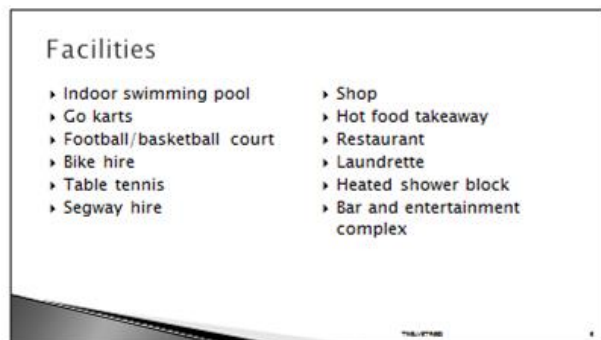 Facilities
Indoor swimming pool
Go karts
Football/basketball court
Bike hire
Table tennis
Segway hire
Shop
Hot food takeaway
Restaurant
Laundrette
Heated shower block
Bar and entertainment
complex